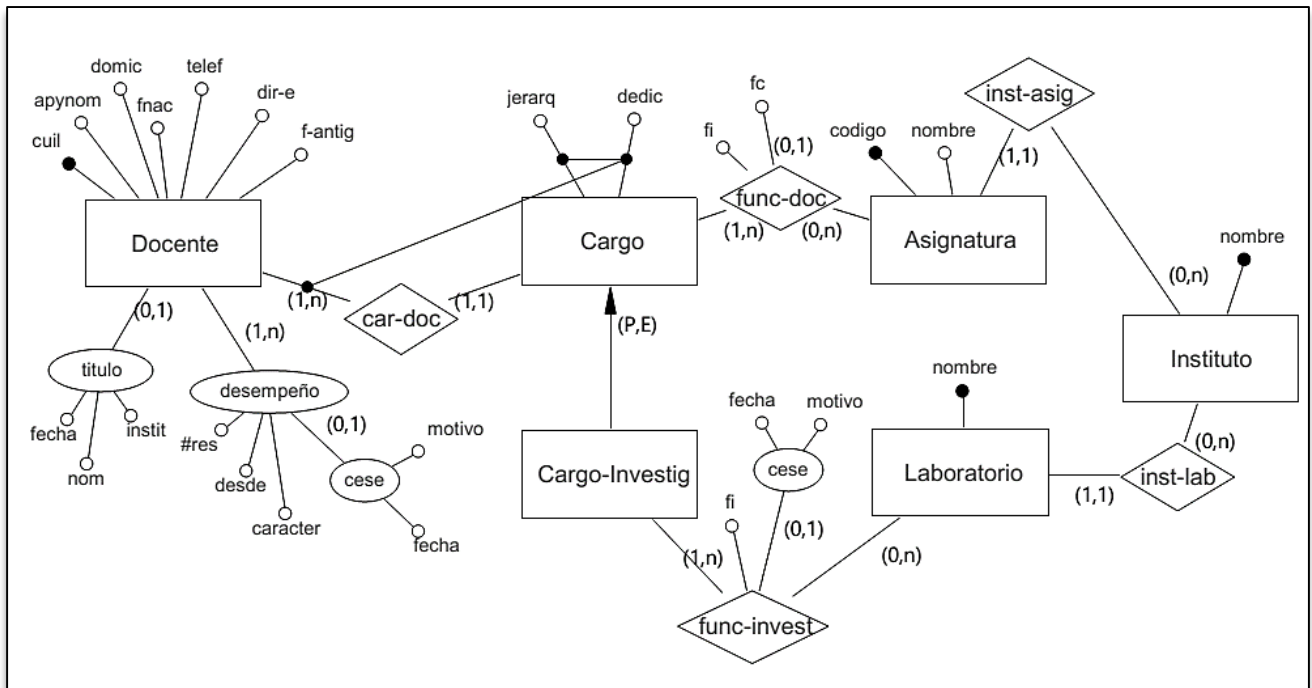 domic
telef
apynom
fnac
dir-e
cuil
f-antig
Docente
(0,1)
(1,n)
titulo
fecha
nom
instit
desempeño
#res
desde
caracter
(0,1)
cese
motivo
fecha
(1,n)
car-doc
(1,1)
jerarq
dedic
Cargo
(P,E)
Cargo-Investig
fi
fc
(0,1)
func-doc
(1,n)
(0,n)
codigo
nombre
Asignatura
(1,1)
inst-asig
(0,n)
nombre
Instituto
(0,n)
inst-lab
(1,1)
nombre
Laboratorio
(0,n)
fecha
motivo
cese
fi
(0,1)
(1,n)
func-invest